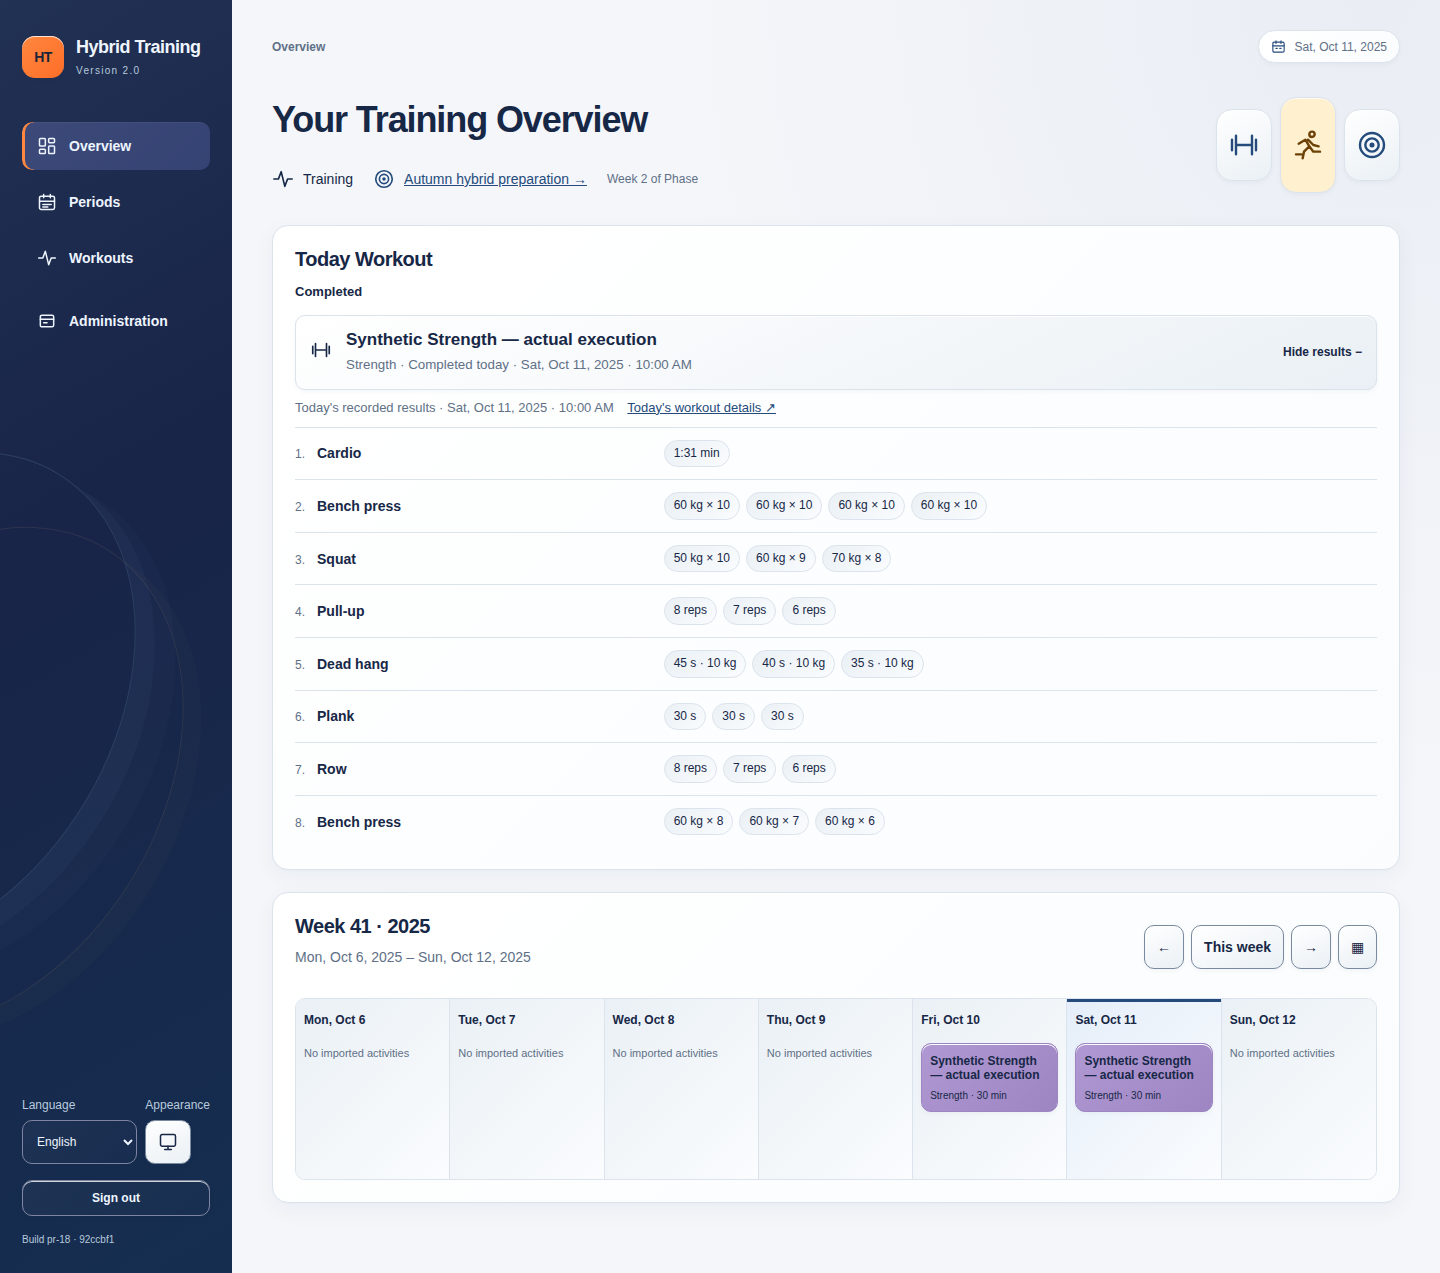 HT
Hybrid Training
Version 2.0
Overview
Periods
Workouts
Administration
Language
Appearance
English
Sign out
Build pr-18 · 92ccbf1
Overview
Sat, Oct 11, 2025
Your Training Overview
Training
Autumn hybrid preparation →
Week 2 of Phase
Today Workout
Completed
Synthetic Strength — actual execution
Strength · Completed today · Sat, Oct 11, 2025 · 10:00 AM
Hide results −
Today's recorded results · Sat, Oct 11, 2025 · 10:00 AM Today's workout details ↗
1. Cardio 1:31 min
2. Bench press 60 kg × 10 60 kg × 10 60 kg × 10 60 kg × 10
3. Squat 50 kg × 10 60 kg × 9 70 kg × 8
4. Pull-up 8 reps 7 reps 6 reps
5. Dead hang 45 s · 10 kg 40 s · 10 kg 35 s · 10 kg
6. Plank 30 s 30 s 30 s
7. Row 8 reps 7 reps 6 reps
8. Bench press 60 kg × 8 60 kg × 7 60 kg × 6
Week 41 · 2025
Mon, Oct 6, 2025 – Sun, Oct 12, 2025
← This week →
Mon, Oct 6
No imported activities
Tue, Oct 7
No imported activities
Wed, Oct 8
No imported activities
Thu, Oct 9
No imported activities
Fri, Oct 10
Synthetic Strength
— actual execution
Strength · 30 min
Sat, Oct 11
Synthetic Strength
— actual execution
Strength · 30 min
Sun, Oct 12
No imported activities